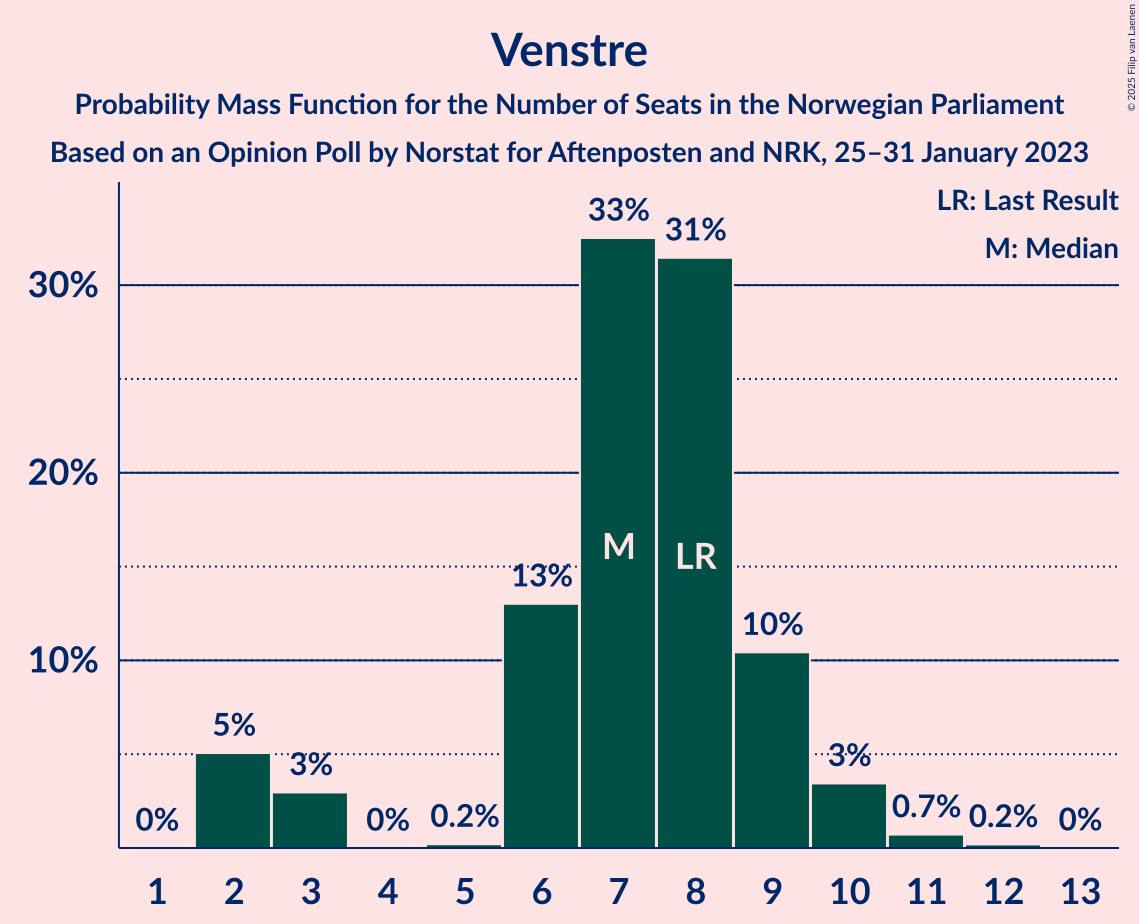 Venstre
Probability Mass Function for the Number of Seats in the Norwegian Parliament
Based on an Opinion Poll by Norstat for Aftenposten and NRK, 25–31 January 2023
© 2025 Filip van Laenen
LR: Last Result
M: Median
30%
20%
10%
0%
5%
3%
0%
0.2%
13%
33%
31%
10%
3%
0.7%
0.2%
0%
M
LR
1 2 3 4 5 6 7 8 9 10 11 12 13